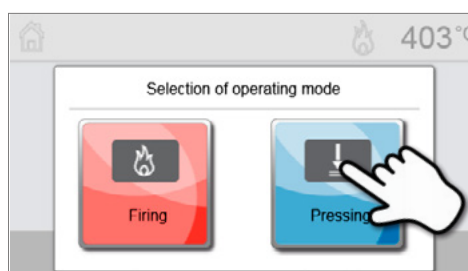 403°C
Selection of operating mode
Firing
Pressing